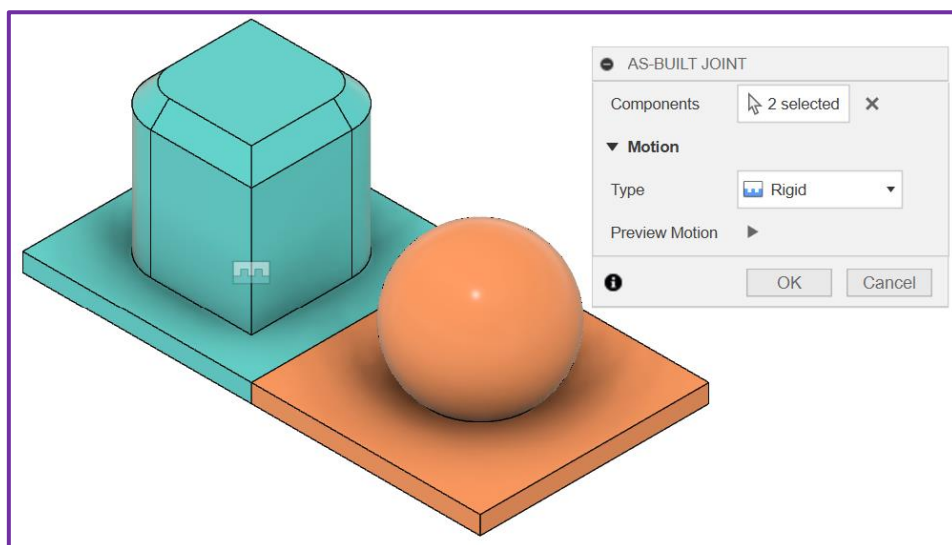 AS-BUILT JOINT
Components 2 selected
Motion
Type Rigid
Preview Motion
OK Cancel